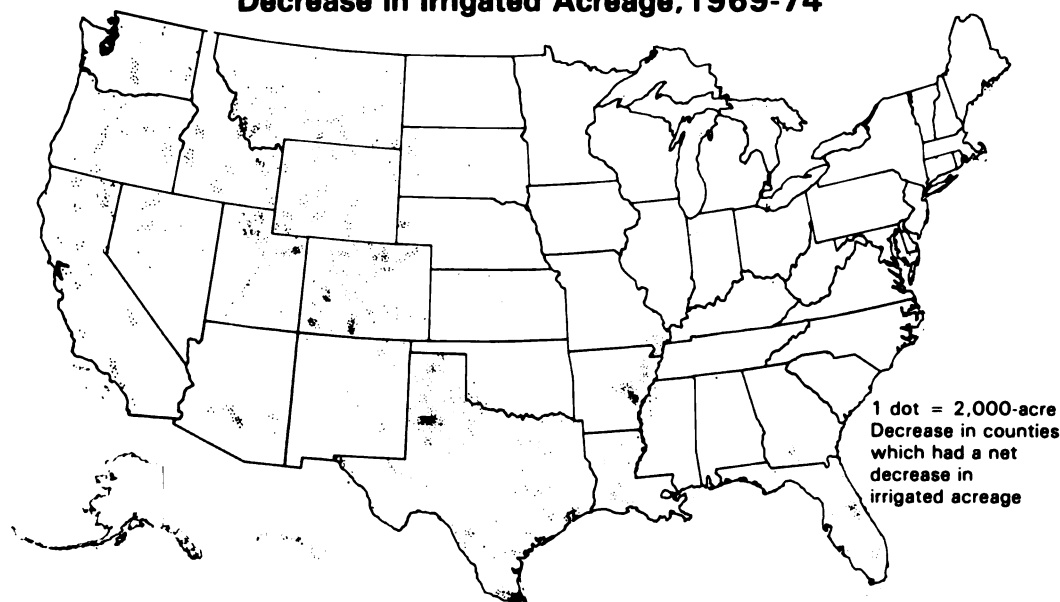 Decrease in Irrigated Acreage, 1969-74
1 dot = 2,000-acre
Decrease in counties
which had a net
decrease in
irrigated acreage